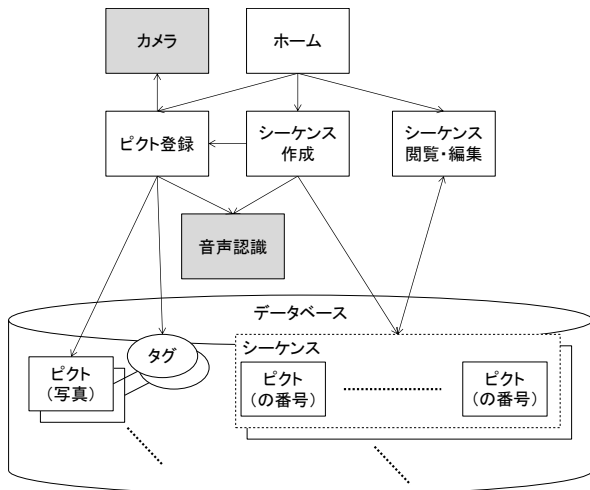 カメラ
ホーム
ピクト登録
シーケンス
作成
シーケンス
閲覧・編集
音声認識
データベース
ピクト
(写真)
タグ
シーケンス
ピクト
(の番号)
ピクト
(の番号)